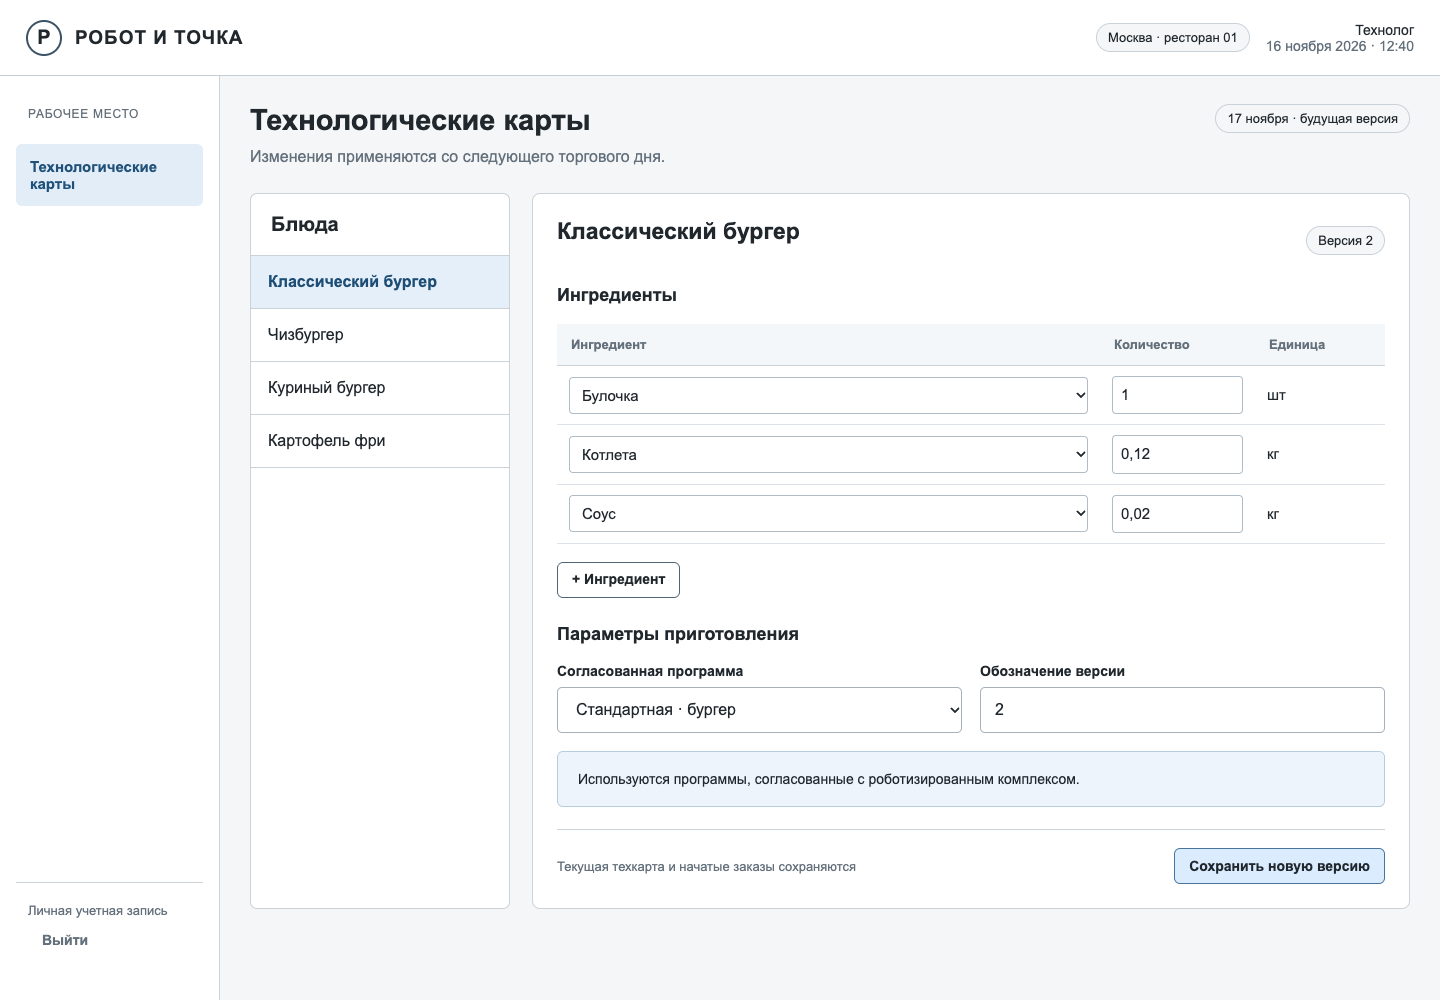 Р РОБОТ И ТОЧКА
Москва · ресторан 01
Технолог
16 ноября 2026 · 12:40
РАБОЧЕЕ МЕСТО
Технологические
карты
Личная учетная запись
Выйти
Технологические карты
17 ноября · будущая версия
Изменения применяются со следующего торгового дня.
Блюда
Классический бургер
Чизбургер
Куриный бургер
Картофель фри
Классический бургер
Версия 2
Ингредиенты
Ингредиент Количество Единица
Булочка 1 шт
Котлета 0,12 кг
Соус 0,02 кг
+ Ингредиент
Параметры приготовления
Согласованная программа Обозначение версии
Стандартная · бургер 2
Используются программы, согласованные с роботизированным комплексом.
Текущая техкарта и начатые заказы сохраняются
Сохранить новую версию